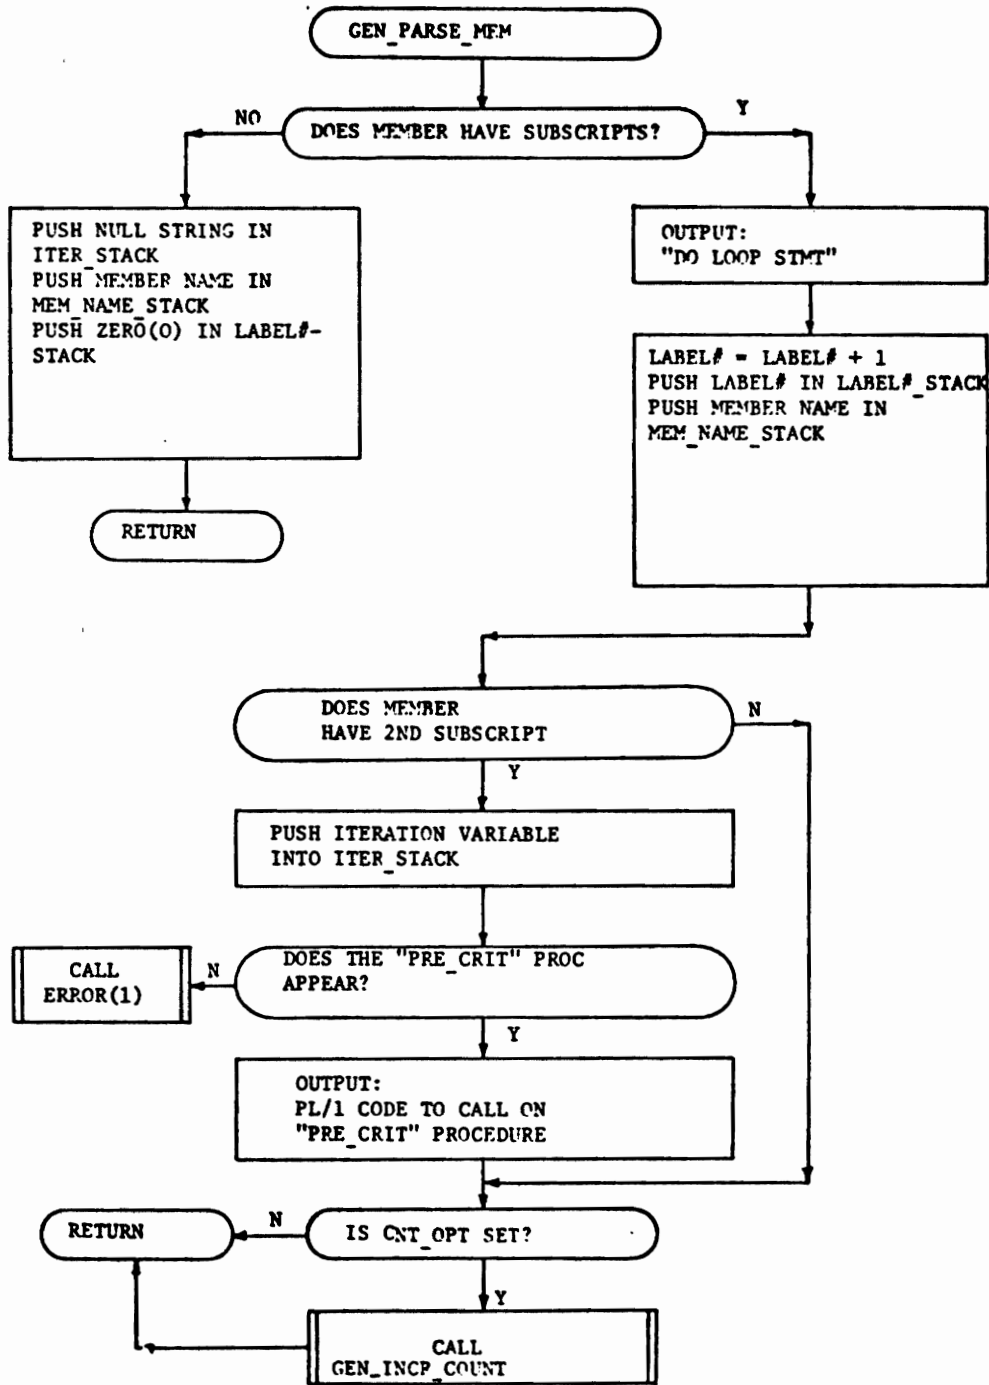 GEN_PARSE_MEM
NO
DOES MEMBER HAVE SUBSCRIPTS?
Y
PUSH NULL STRING IN
ITER_STACK
PUSH MEMBER NAME IN
MEM_NAME_STACK
PUSH ZERO(0) IN LABEL#-
STACK
RETURN
OUTPUT:
"DO LOOP STMT"
LABEL# = LABEL# + 1
PUSH LABEL# IN LABEL#_STACK
PUSH MEMBER NAME IN
MEM_NAME_STACK
DOES MEMBER
HAVE 2ND SUBSCRIPT
N
Y
PUSH ITERATION VARIABLE
INTO ITER_STACK
DOES THE "PRE_CRIT" PROC
APPEAR?
N
CALL
ERROR(1)
Y
OUTPUT:
PL/1 CODE TO CALL ON
"PRE_CRIT" PROCEDURE
RETURN
N
IS CNT_OPT SET?
Y
CALL
GEN_INCP_COUNT